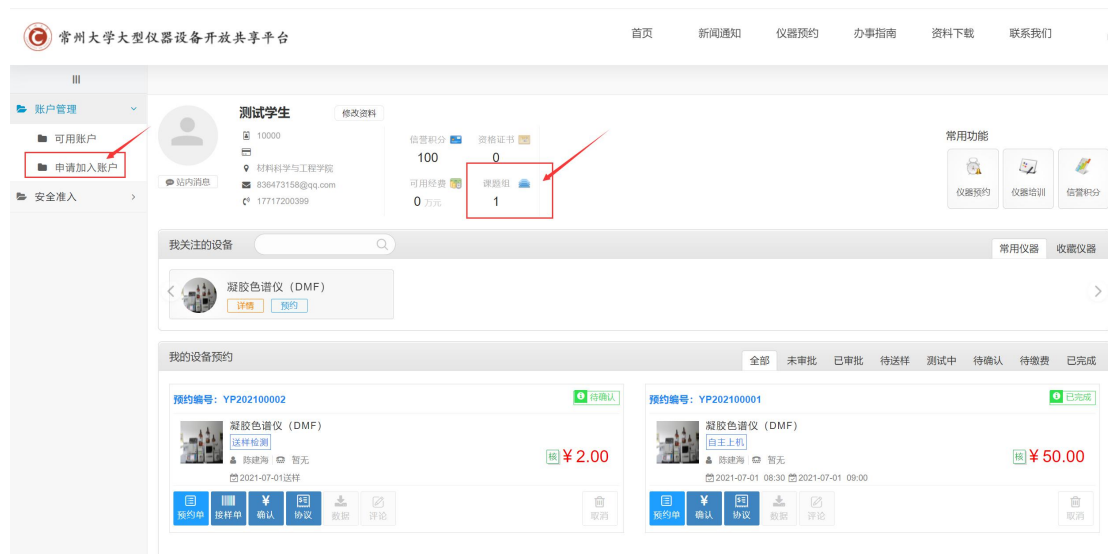 常州大学大型仪器设备开放共享平台
首页 新闻通知 仪器预约 办事指南 资料下载 联系我们
账户管理
可用账户
申请加入账户
安全准入
测试学生 修改资料
10000
材料科学与工程学院
836473158@qq.com
17717200399
站内消息
信誉积分 资格证书
100 0
可用经费 课题组
0 万元 1
常用功能
仪器预约 仪器培训 信誉积分
我关注的设备 常用仪器 收藏仪器
凝胶色谱仪（DMF）
详情 预约
我的设备预约 全部 未审批 已审批 待送样 测试中 待确认 待缴费 已完成
预约编号：YP202100002 待确认
凝胶色谱仪（DMF）
送样检测
陈建海 暂无
核 ¥2.00
2021-07-01送样
预约单 接样单 确认 协议 数据 评论 取消
预约编号：YP202100001 已完成
凝胶色谱仪（DMF）
自主上机
陈建海 暂无
核 ¥50.00
2021-07-01 08:30 2021-07-01 09:00
预约单 确认 协议 数据 评论 取消